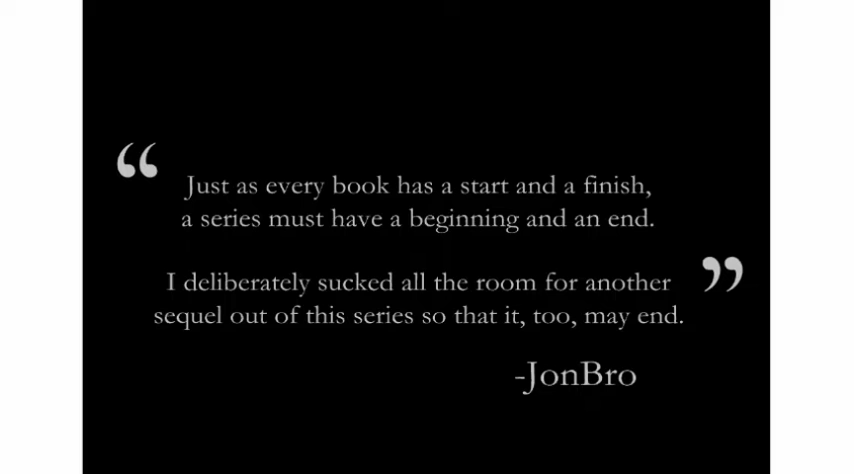 “
Just as every book has a start and a finish,
a series must have a beginning and an end.
I deliberately sucked all the room for another
sequel out of this series so that it, too, may end.
”
-JonBro